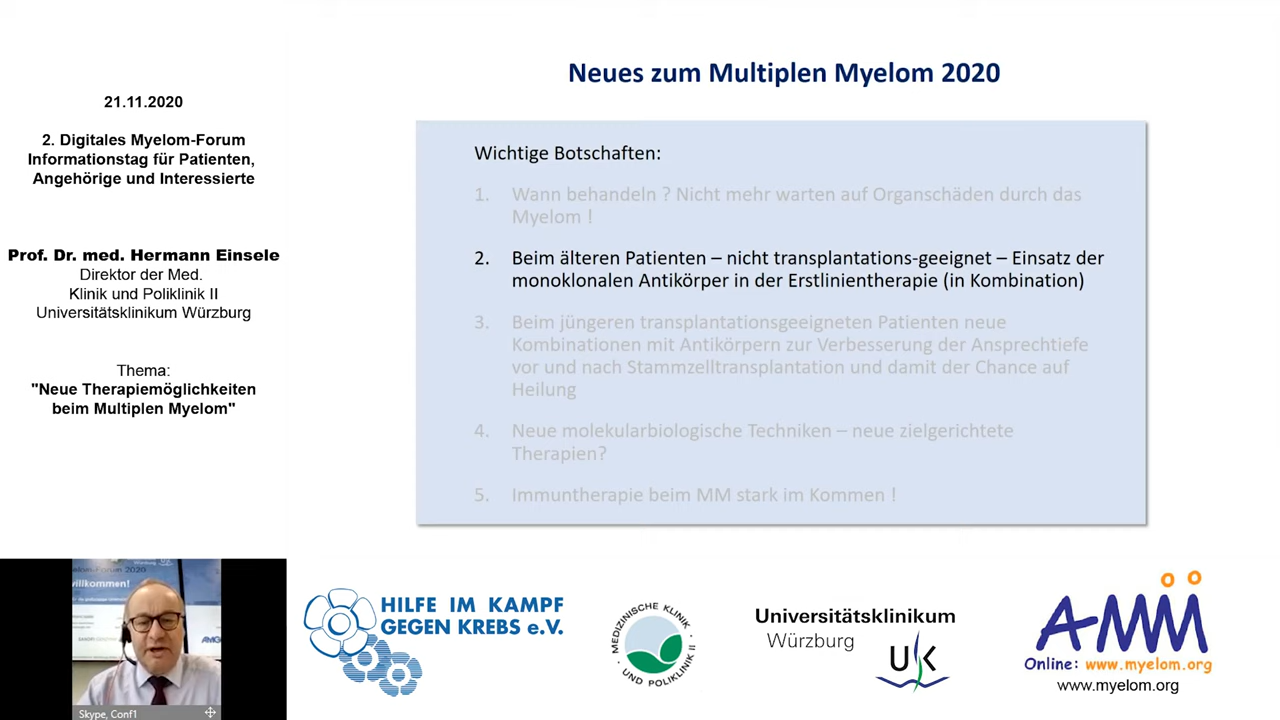 Neues zum Multiplen Myelom 2020
21.11.2020
2. Digitales Myelom-Forum
Informationstag für Patienten,
Angehörige und Interessierte
Prof. Dr. med. Hermann Einsele
Direktor der Med.
Klinik und Poliklinik II
Universitätsklinikum Würzburg
Thema:
"Neue Therapiemöglichkeiten
beim Multiplen Myelom"
Wichtige Botschaften:
1. Wann behandeln ? Nicht mehr warten auf Organschäden durch das
Myelom !
2. Beim älteren Patienten – nicht transplantations-geeignet – Einsatz der
monoklonalen Antikörper in der Erstlinientherapie (in Kombination)
3. Beim jüngeren transplantationsgeeigneten Patienten neue
Kombinationen mit Antikörpern zur Verbesserung der Ansprechtiefe
vor und nach Stammzelltransplantation und damit der Chance auf
Heilung
4. Neue molekularbiologische Techniken – neue zielgerichtete
Therapien?
5. Immuntherapie beim MM stark im Kommen !
Würzburg
elom-Forum 2020
willkommen!
AMG
Skype, Conf1
HILFE IM KAMPF
GEGEN KREBS e.V.
MEDIZINISCHE KLINIK
UND POLIKLINIK II
Universitätsklinikum
Würzburg
UK
AMM
Online: www.myelom.org
www.myelom.org